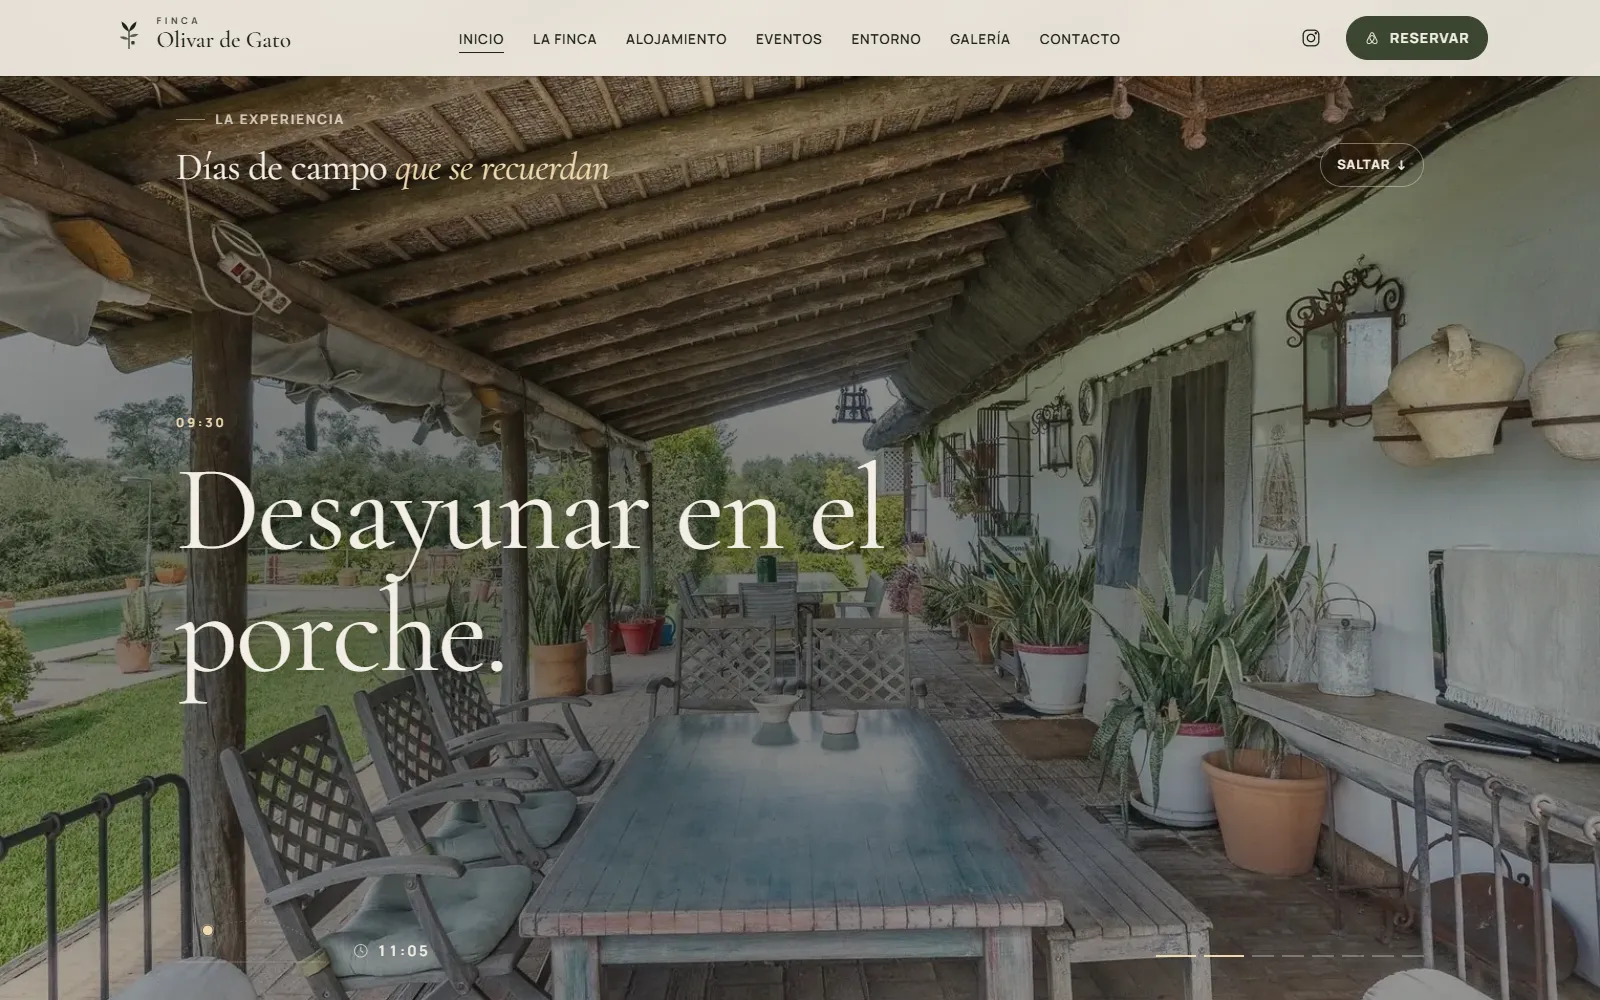 FINCA
Olivar de Gato
INICIO
LA FINCA
ALOJAMIENTO
EVENTOS
ENTORNO
GALERÍA
CONTACTO
RESERVAR
LA EXPERIENCIA
Días de campo que se recuerdan
SALTAR ↓
09:30
Desayunar en el
porche.
11:05